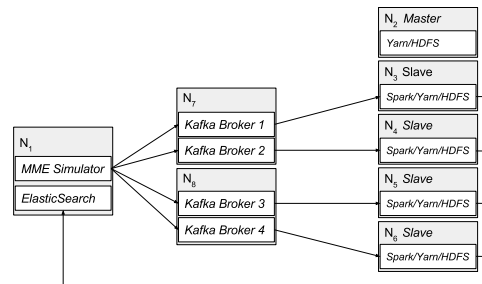 N1
MME Simulator
ElasticSearch
N7
Kafka Broker 1
Kafka Broker 2
N8
Kafka Broker 3
Kafka Broker 4
N2 Master
Yarn/HDFS
N3 Slave
Spark/Yarn/HDFS
N4 Slave
Spark/Yarn/HDFS
N5 Slave
Spark/Yarn/HDFS
N6 Slave
Spark/Yarn/HDFS